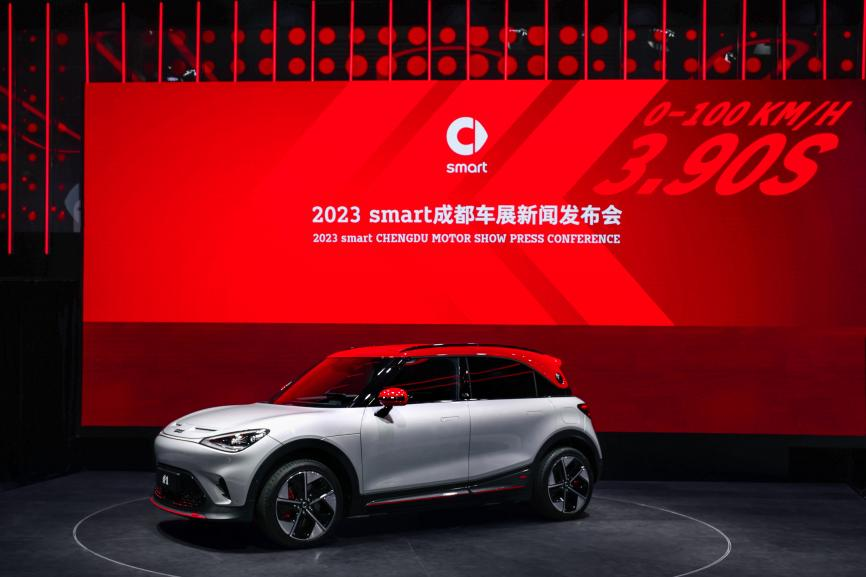 0-100 KM/H
3.90S
smart
2023 smart成都车展新闻发布会
2023 smart CHENGDU MOTOR SHOW PRESS CONFERENCE
#1